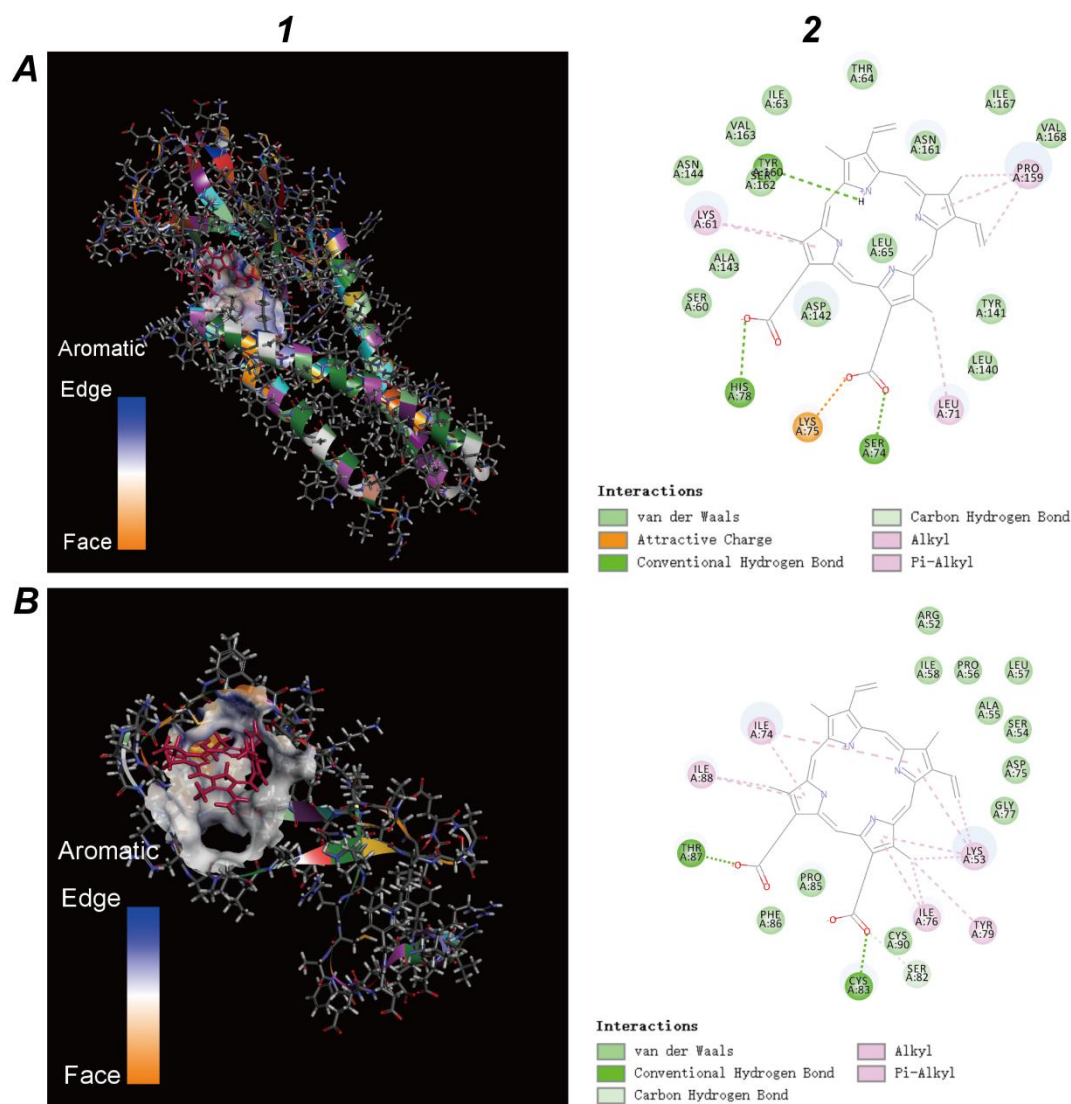 1
2
A
Aromatic
Edge
Face
THR
A:64
ILE
A:63
ILE
A:167
VAL
A:163
ASN
A:161
VAL
A:168
ASN
A:144
TYR
A:160
SER
A:162
PRO
A:159
LYS
A:61
N
H
N
N
N
LEU
A:65
ALA
A:143
SER
A:60
ASP
A:142
TYR
A:141
LEU
A:140
O
O
O
O
HIS
A:78
LYS
A:75
SER
A:74
LEU
A:71
Interactions
van der Waals
Attractive Charge
Conventional Hydrogen Bond
Carbon Hydrogen Bond
Alkyl
Pi-Alkyl
B
Aromatic
Edge
Face
ARG
A:52
ILE
A:58
PRO
A:56
LEU
A:57
ALA
A:55
SER
A:54
ILE
A:74
ASP
A:75
ILE
A:88
GLY
A:77
N
N
N
N
LYS
A:53
THR
A:87
O
O
PRO
A:85
PHE
A:86
O
O
ILE
A:76
TYR
A:79
CYS
A:90
SER
A:82
CYS
A:83
Interactions
van der Waals
Conventional Hydrogen Bond
Carbon Hydrogen Bond
Alkyl
Pi-Alkyl